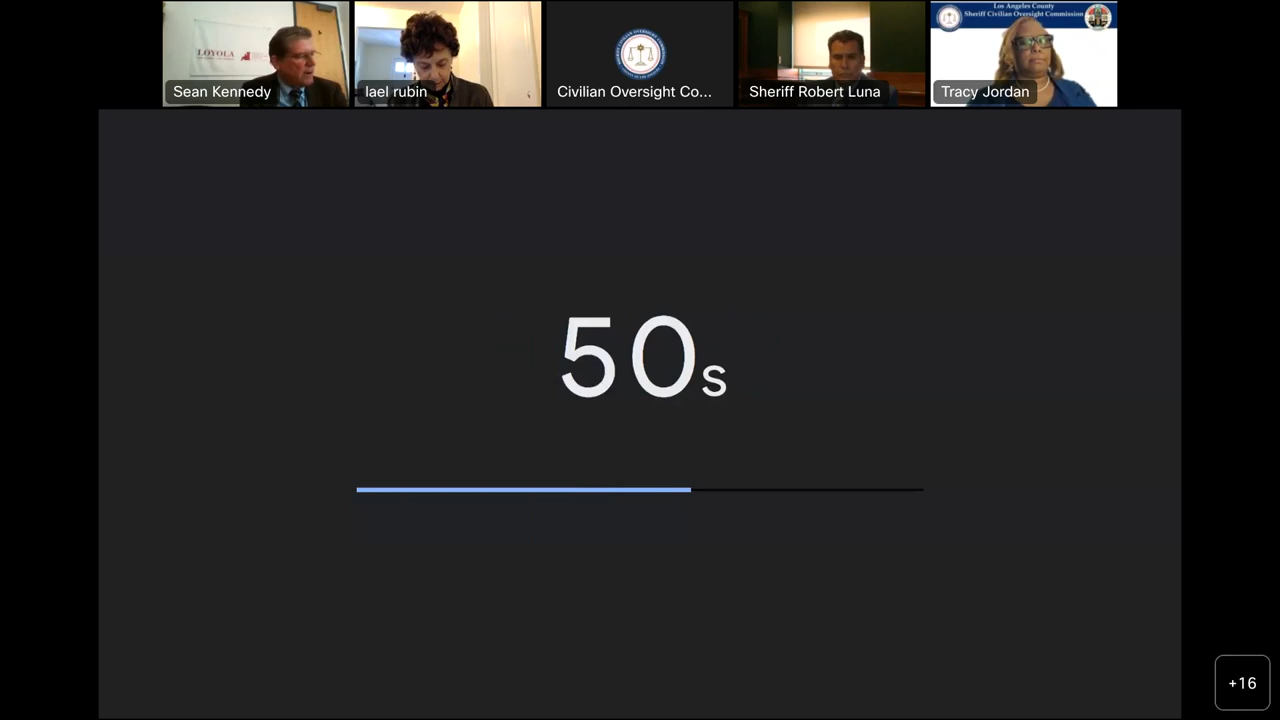 LOYOLA
Sean Kennedy
lael rubin
Civilian Oversight Co...
Sheriff Robert Luna
Los Angeles County
Sheriff Civilian Oversight Commission
Tracy Jordan
50s
+16